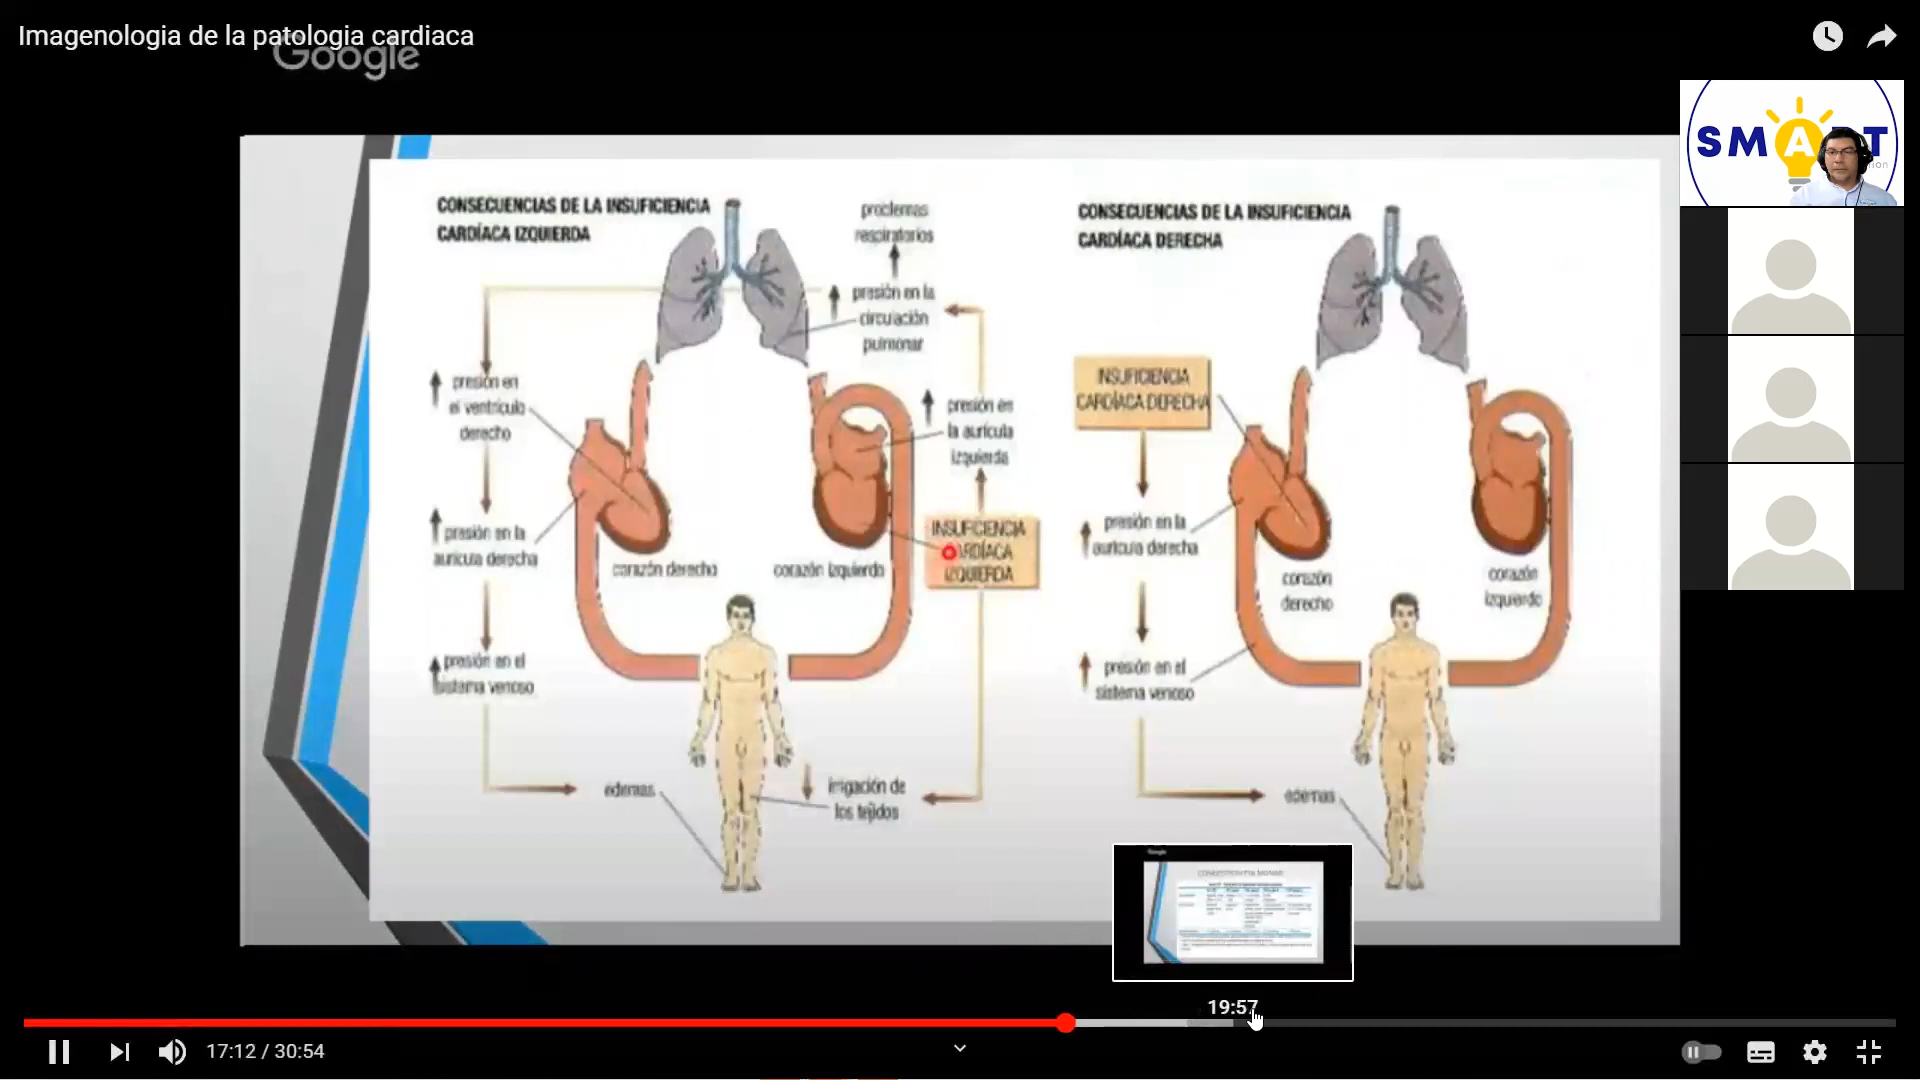 Imagenologia de la patologia cardiaca
Google
SMART
CONSECUENCIAS DE LA INSUFICIENCIA
CARDÍACA IZQUIERDA
problemas
respiratorios
presión en la
circulación
pulmonar
presión en
el ventrículo
derecho
presión en
la aurícula
izquierda
INSUFICIENCIA
CARDÍACA
IZQUIERDA
presión en la
aurícula derecha
corazón derecho
corazón izquierdo
presión en el
sistema venoso
edemas
irrigación de
los tejidos
CONSECUENCIAS DE LA INSUFICIENCIA
CARDÍACA DERECHA
INSUFICIENCIA
CARDÍACA DERECHA
presión en la
aurícula derecha
corazón
derecho
corazón
izquierdo
presión en el
sistema venoso
edemas
CONGESTION PULMONAR
19:57
17:12 / 30:54